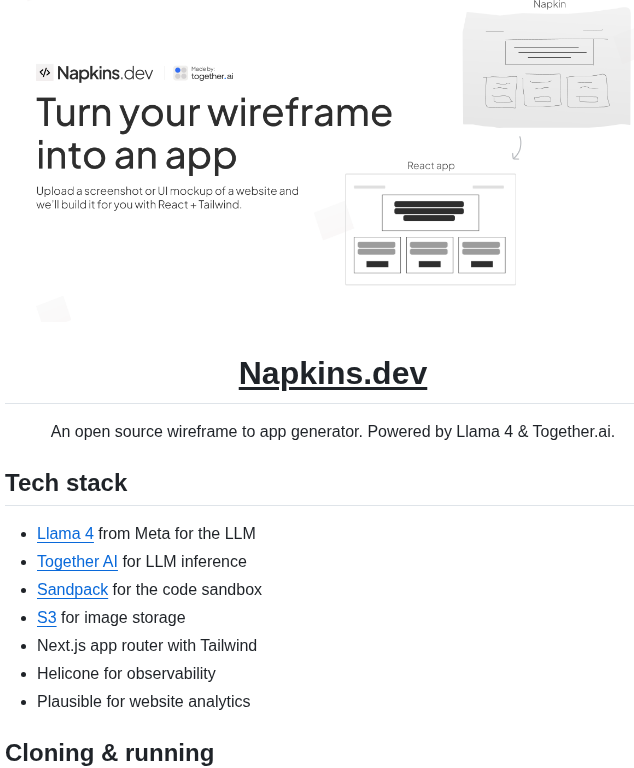 Napkin
Napkins.dev
Made by:
together.ai
Turn your wireframe
into an app
Upload a screenshot or UI mockup of a website and
we'll build it for you with React + Tailwind.
React app
Napkins.dev
An open source wireframe to app generator. Powered by Llama 4 & Together.ai.
Tech stack
Llama 4 from Meta for the LLM
Together AI for LLM inference
Sandpack for the code sandbox
S3 for image storage
Next.js app router with Tailwind
Helicone for observability
Plausible for website analytics
Cloning & running